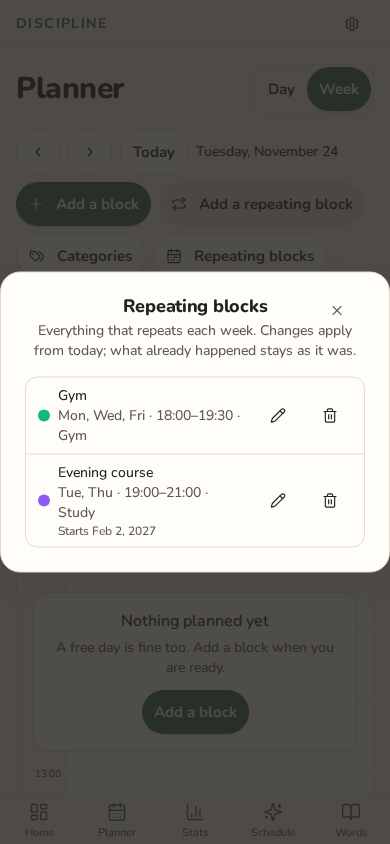 DISCIPLINE
Planner
Day
Week
Today
Tuesday, November 24
Add a block
Add a repeating block
Categories
Repeating blocks
Repeating blocks
Everything that repeats each week. Changes apply
from today; what already happened stays as it was.
Gym
Mon, Wed, Fri · 18:00–19:30 ·
Gym
Evening course
Tue, Thu · 19:00–21:00 ·
Study
Starts Feb 2, 2027
Nothing planned yet
A free day is fine too. Add a block when you
are ready.
Add a block
13:00
Home
Planner
Stats
Schedule
Words